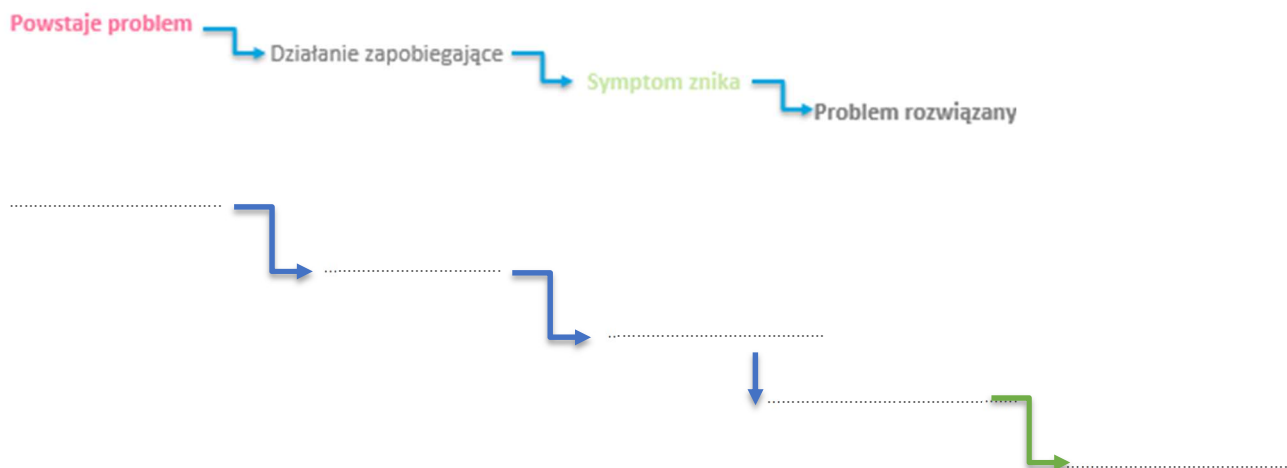 Powstaje problem
Działanie zapobiegające
Symptom znika
Problem rozwiązany